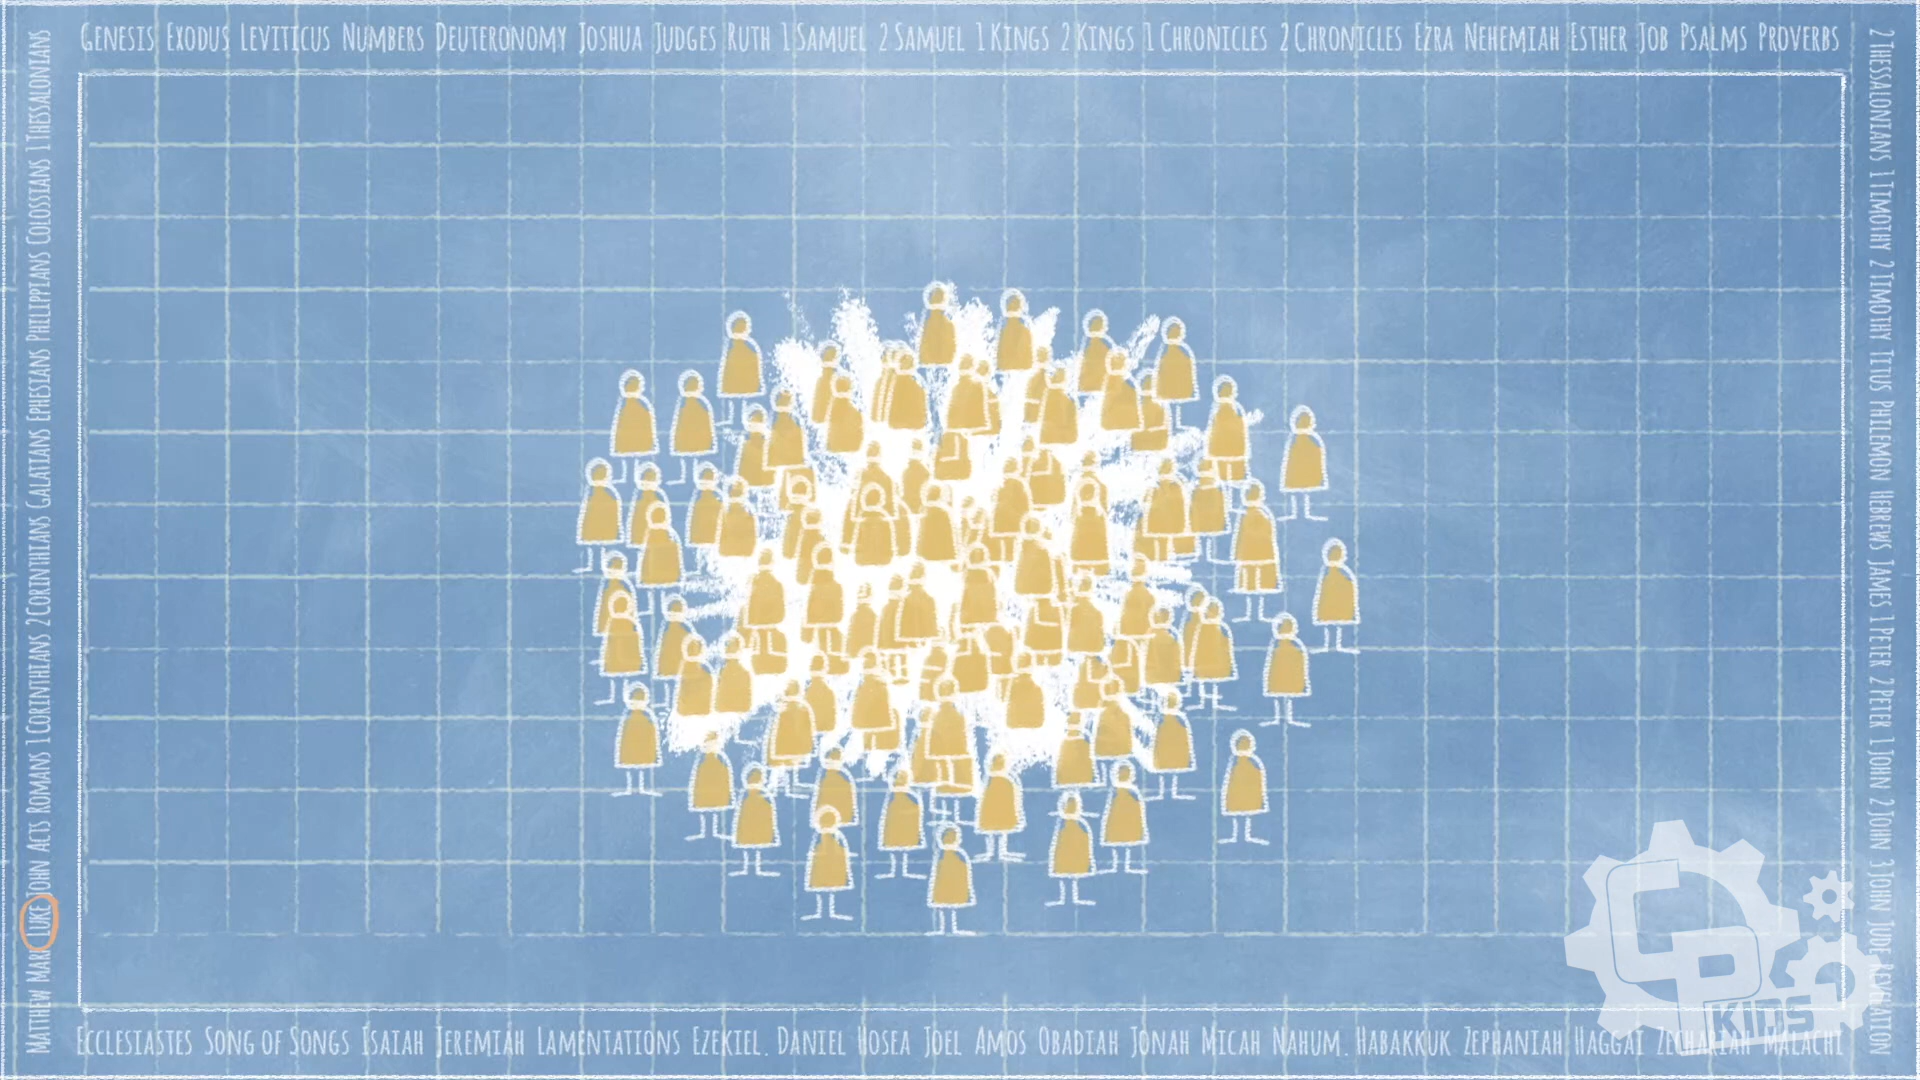 GENESIS EXODUS LEVITICUS NUMBERS DEUTERONOMY JOSHUA JUDGES RUTH 1 SAMUEL 2 SAMUEL 1 KINGS 2 KINGS 1 CHRONICLES 2 CHRONICLES EZRA NEHEMIAH ESTHER JOB PSALMS PROVERBS
ECCLESIASTES SONG OF SONGS ISAIAH JEREMIAH LAMENTATIONS EZEKIEL. DANIEL HOSEA JOEL AMOS OBADIAH JONAH MICAH NAHUM. HABAKKUK ZEPHANIAH HAGGAI ZECHARIAH MALACHI
MATTHEW MARK LUKE JOHN ACTS ROMANS 1 CORINTHIANS 2 CORINTHIANS GALATIANS EPHESIANS PHILIPPIANS COLOSSIANS 1 THESSALONIANS
2 THESSALONIANS 1 TIMOTHY 2 TIMOTHY TITUS PHILEMON HEBREWS JAMES 1 PETER 2 PETER 1 JOHN 2 JOHN 3 JOHN JUDE REVELATION
KIDS